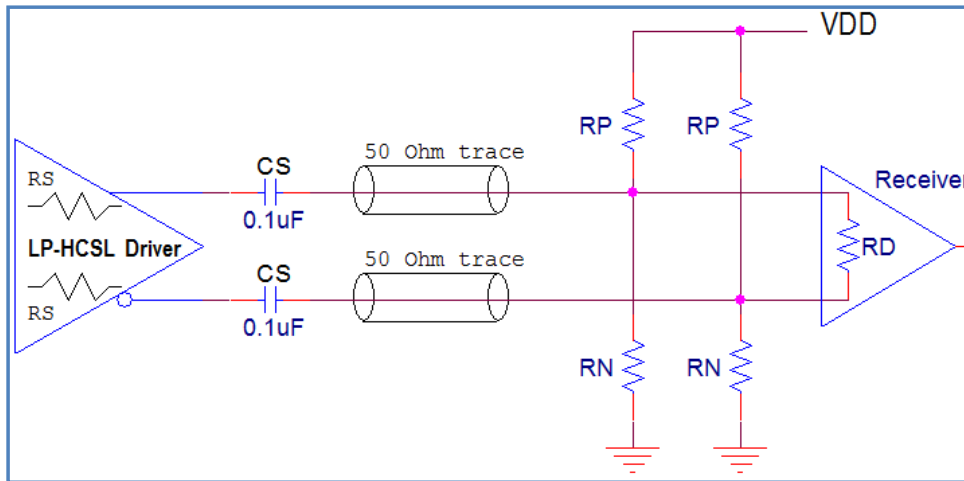 VDD
RP
RP
50 Ohm trace
CS
0.1uF
RS
LP-HCSL Driver
RS
Receiver
RD
50 Ohm trace
CS
0.1uF
RN
RN